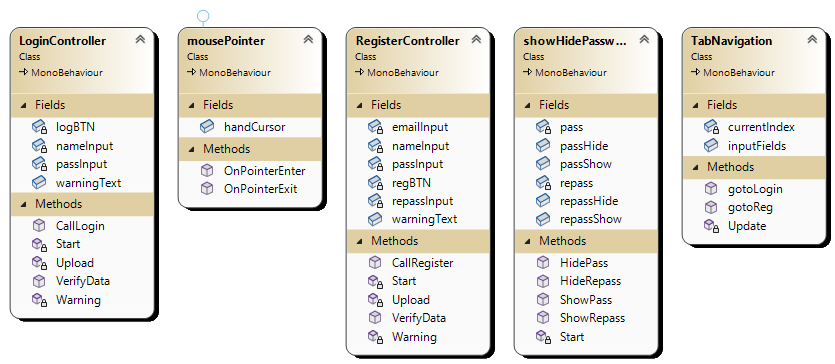 LoginController
Class
MonoBehaviour
Fields
logBTN
nameInput
passInput
warningText
Methods
CallLogin
Start
Upload
VerifyData
Warning
mousePointer
Class
MonoBehaviour
Fields
handCursor
Methods
OnPointerEnter
OnPointerExit
RegisterController
Class
MonoBehaviour
Fields
emailInput
nameInput
passInput
regBTN
repassInput
warningText
Methods
CallRegister
Start
Upload
VerifyData
Warning
showHidePassw...
Class
MonoBehaviour
Fields
pass
passHide
passShow
repass
repassHide
repassShow
Methods
HidePass
HideRepass
ShowPass
ShowRepass
Start
TabNavigation
Class
MonoBehaviour
Fields
currentIndex
inputFields
Methods
gotoLogin
gotoReg
Update